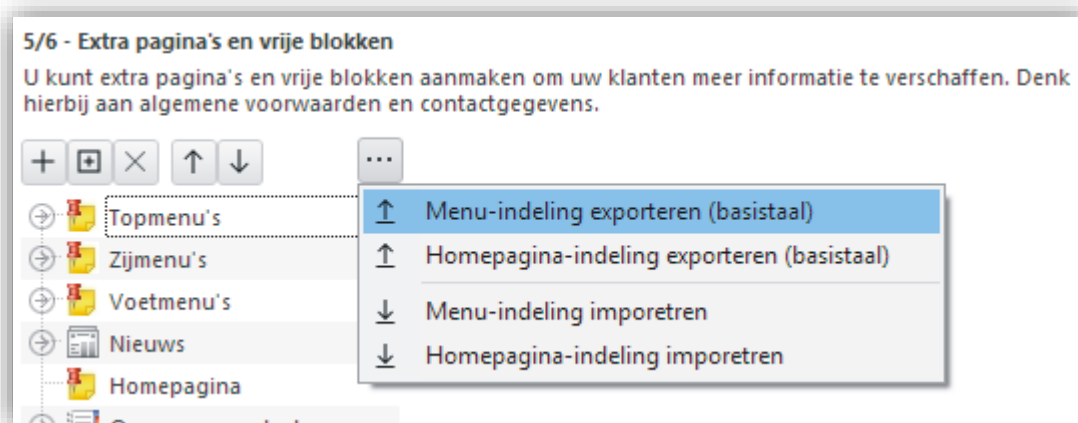 5/6 - Extra pagina's en vrije blokken
U kunt extra pagina's en vrije blokken aanmaken om uw klanten meer informatie te verschaffen. Denk
hierbij aan algemene voorwaarden en contactgegevens.
Topmenu's
Zijmenu's
Voetmenu's
Nieuws
Homepagina
Menu-indeling exporteren (basistaal)
Homepagina-indeling exporteren (basistaal)
Menu-indeling imporetren
Homepagina-indeling imporetren